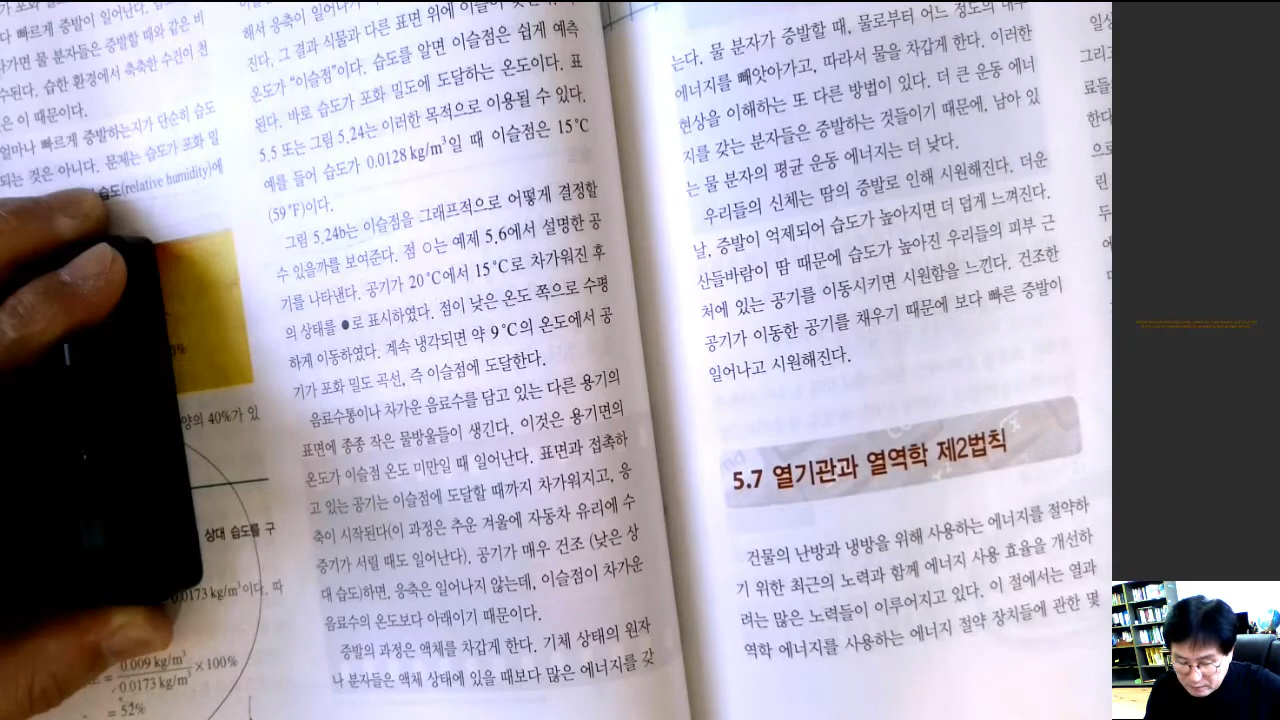 다 빠르게 증발이 일어난다.
가면 물 분자들은 증발할 때와 같은 비
수된다. 습한 환경에서 축축한 수건이 천
은 이 때문이다.
얼마나 빠르게 증발하는지가 단순히 습도
되는 것은 아니다. 문제는 습도가 포화 밀
습도(relative humidity)에
양의 40%가 있
상대 습도를 구
0.0173 kg/m³이다. 따
= 0.009 kg/m³ / 0.0173 kg/m³ × 100%
= 52%
해서 응축이 일어나기
진다. 그 결과 식물과 다른 표면 위에 이슬이
온도가 “이슬점”이다. 습도를 알면 이슬점은 쉽게 예측
된다. 바로 습도가 포화 밀도에 도달하는 온도이다. 표
5.5 또는 그림 5.24는 이러한 목적으로 이용될 수 있다.
예를 들어 습도가 0.0128 kg/m³일 때 이슬점은 15℃
(59℉)이다.
그림 5.24b는 이슬점을 그래프적으로 어떻게 결정할
수 있을까를 보여준다. 점 ○는 예제 5.6에서 설명한 공
기를 나타낸다. 공기가 20℃에서 15℃로 차가워진 후
의 상태를 ●로 표시하였다. 점이 낮은 온도 쪽으로 수평
하게 이동하였다. 계속 냉각되면 약 9℃의 온도에서 공
기가 포화 밀도 곡선, 즉 이슬점에 도달한다.
음료수통이나 차가운 음료수를 담고 있는 다른 용기의
표면에 종종 작은 물방울들이 생긴다. 이것은 용기면의
온도가 이슬점 온도 미만일 때 일어난다. 표면과 접촉하
고 있는 공기는 이슬점에 도달할 때까지 차가워지고, 응
축이 시작된다(이 과정은 추운 겨울에 자동차 유리에 수
증기가 서릴 때도 일어난다). 공기가 매우 건조 (낮은 상
대 습도)하면, 응축은 일어나지 않는데, 이슬점이 차가운
음료수의 온도보다 아래이기 때문이다.
증발의 과정은 액체를 차갑게 한다. 기체 상태의 원자
나 분자들은 액체 상태에 있을 때보다 많은 에너지를 갖
는다. 물 분자가 증발할 때, 물로부터 어느 정도의 내부
에너지를 빼앗아가고, 따라서 물을 차갑게 한다. 이러한
현상을 이해하는 또 다른 방법이 있다. 더 큰 운동 에너
지를 갖는 분자들은 증발하는 것들이기 때문에, 남아 있
는 물 분자의 평균 운동 에너지는 더 낮다.
우리들의 신체는 땀의 증발로 인해 시원해진다. 더운
날, 증발이 억제되어 습도가 높아지면 더 덥게 느껴진다.
산들바람이 땀 때문에 습도가 높아진 우리들의 피부 근
처에 있는 공기를 이동시키면 시원함을 느낀다. 건조한
공기가 이동한 공기를 채우기 때문에 보다 빠른 증발이
일어나고 시원해진다.
5.7 열기관과 열역학 제2법칙
건물의 난방과 냉방을 위해 사용하는 에너지를 절약하
기 위한 최근의 노력과 함께 에너지 사용 효율을 개선하
려는 많은 노력들이 이루어지고 있다. 이 절에서는 열과
역학 에너지를 사용하는 에너지 절약 장치들에 관한 몇
일상
그리고
료들
한다
으로
린
두